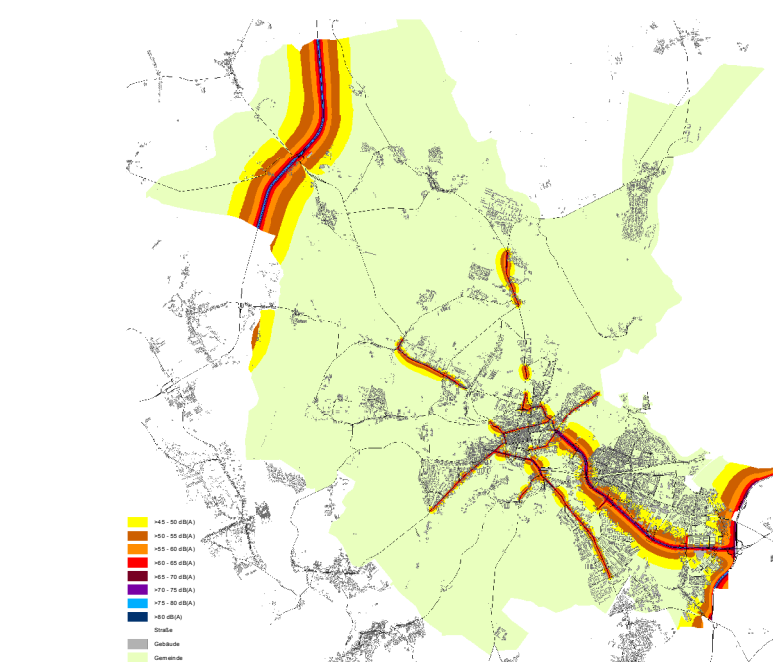 >45 - 50 dB(A)
>50 - 55 dB(A)
>55 - 60 dB(A)
>60 - 65 dB(A)
>65 - 70 dB(A)
>70 - 75 dB(A)
>75 - 80 dB(A)
>80 dB(A)
Straße
Gebäude
Gemeinde